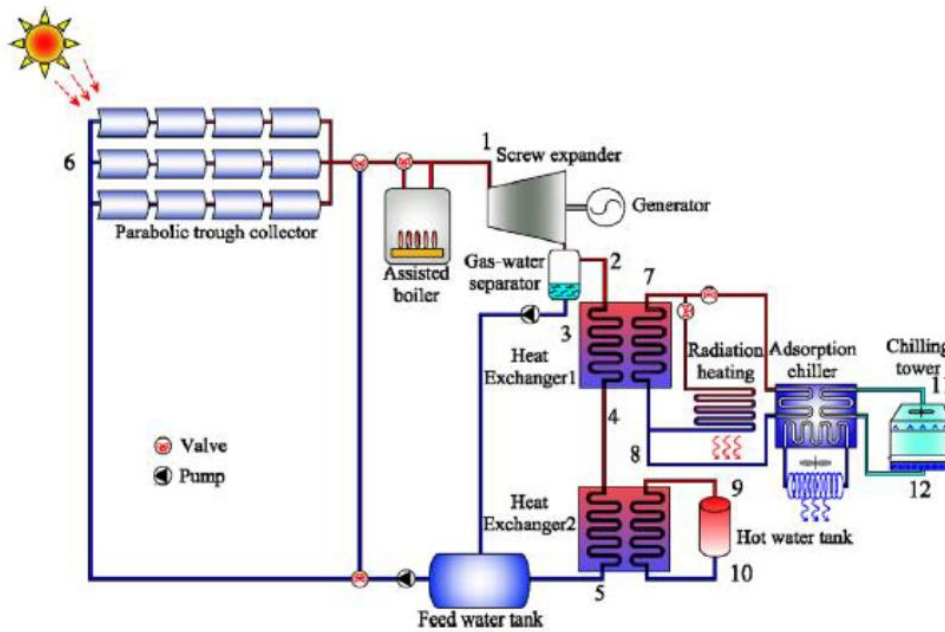 1
Screw expander
6
Generator
Parabolic trough collector
Gas-water
separator
2
7
Assisted
boiler
3
Heat
Exchanger1
Radiation
heating
Adsorption
chiller
Chilling
tower
11
4
Valve
8
Pump
12
Heat
Exchanger2
9
Hot water tank
10
5
Feed water tank